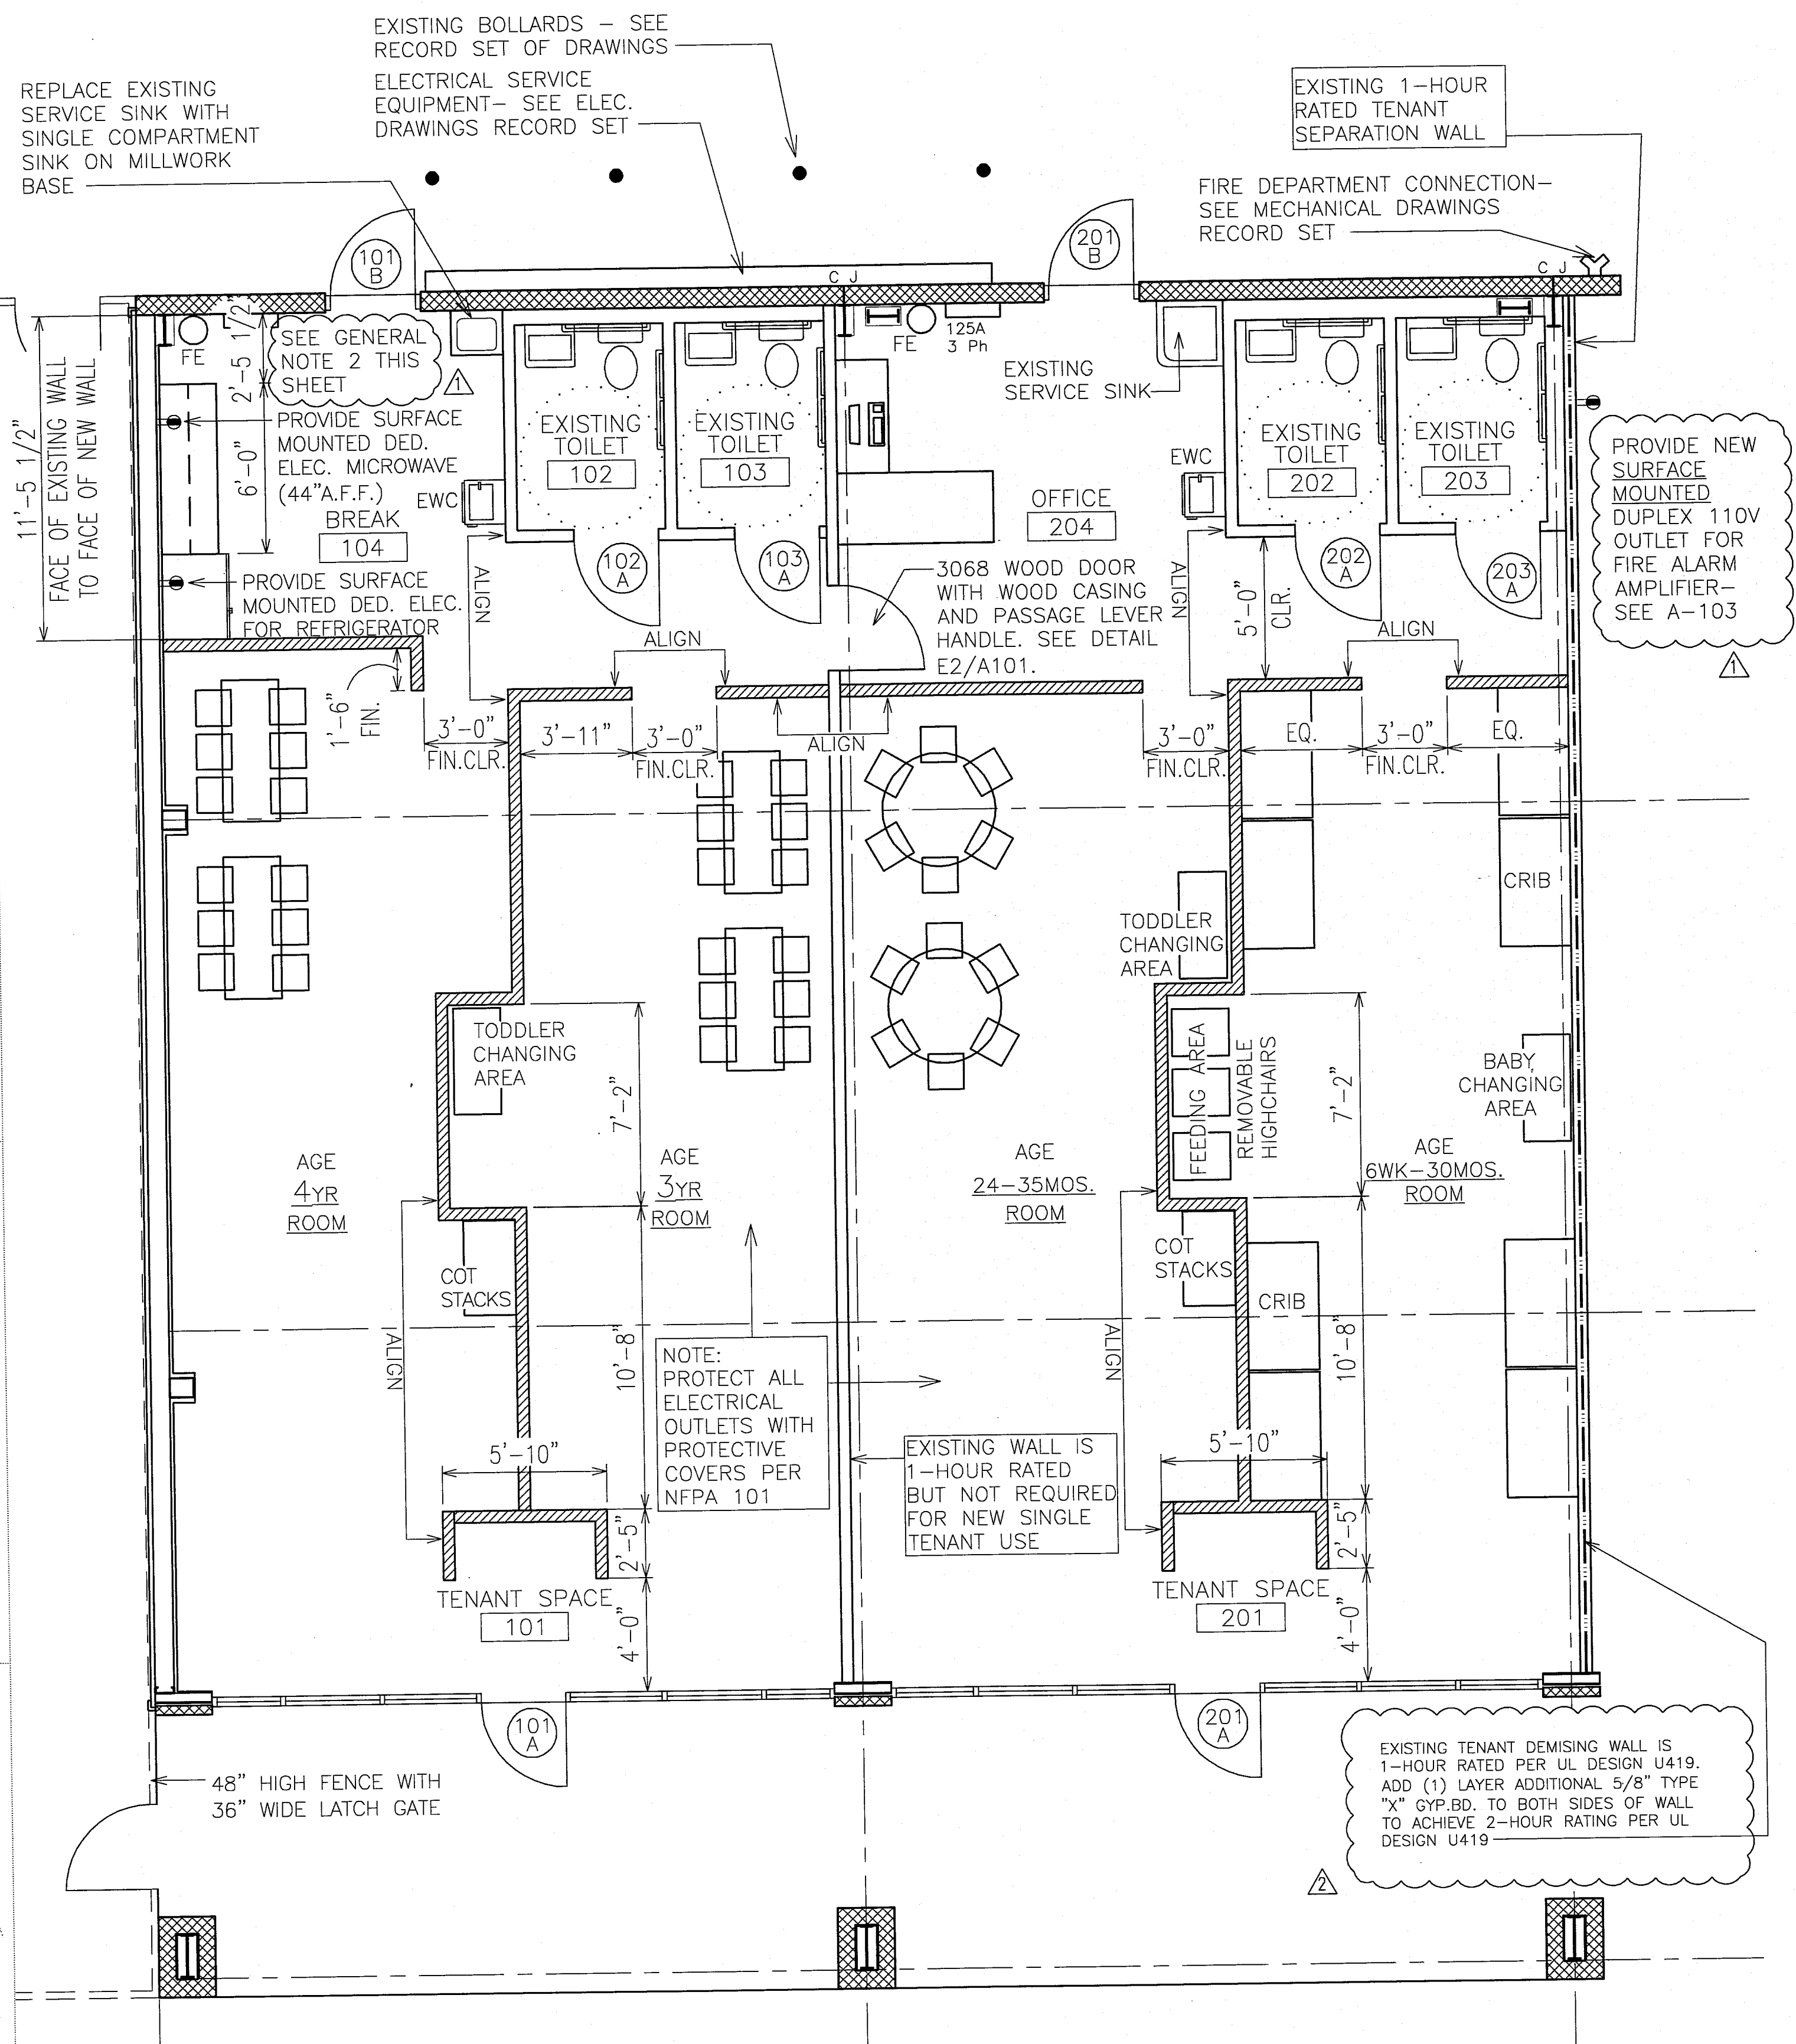 EXISTING BOLLARDS – SEE
RECORD SET OF DRAWINGS
ELECTRICAL SERVICE
EQUIPMENT– SEE ELEC.
DRAWINGS RECORD SET
REPLACE EXISTING
SERVICE SINK WITH
SINGLE COMPARTMENT
SINK ON MILLWORK
BASE
EXISTING 1–HOUR
RATED TENANT
SEPARATION WALL
FIRE DEPARTMENT CONNECTION–
SEE MECHANICAL DRAWINGS
RECORD SET
101
B
201
B
C J
C J
FE
SEE GENERAL
NOTE 2 THIS
SHEET
1
2'–5 1/2"
6'–0"
11'–5 1/2"
FACE OF EXISTING WALL
TO FACE OF NEW WALL
PROVIDE SURFACE
MOUNTED DED.
ELEC. MICROWAVE
(44"A.F.F.)
BREAK
104
PROVIDE SURFACE
MOUNTED DED. ELEC.
FOR REFRIGERATOR
EWC
EXISTING
TOILET
102
EXISTING
TOILET
103
FE
125A
3 Ph
EXISTING
SERVICE SINK
OFFICE
204
EWC
EXISTING
TOILET
202
EXISTING
TOILET
203
PROVIDE NEW
SURFACE
MOUNTED
DUPLEX 110V
OUTLET FOR
FIRE ALARM
AMPLIFIER–
SEE A–103
1
102
A
103
A
202
A
203
A
ALIGN
ALIGN
3068 WOOD DOOR
WITH WOOD CASING
AND PASSAGE LEVER
HANDLE. SEE DETAIL
E2/A101.
ALIGN
5'–0"
CLR.
ALIGN
1'–6"
FIN.
3'–0"
FIN.CLR.
3'–11"
3'–0"
FIN.CLR.
ALIGN
3'–0"
FIN.CLR.
EQ.
3'–0"
FIN.CLR.
EQ.
CRIB
TODDLER
CHANGING
AREA
TODDLER
CHANGING
AREA
7'–2"
FEEDING AREA
REMOVABLE
HIGHCHAIRS
7'–2"
BABY
CHANGING
AREA
AGE
4YR
ROOM
AGE
3YR
ROOM
AGE
24–35MOS.
ROOM
AGE
6WK–30MOS.
ROOM
COT
STACKS
COT
STACKS
CRIB
ALIGN
10'–8"
NOTE:
PROTECT ALL
ELECTRICAL
OUTLETS WITH
PROTECTIVE
COVERS PER
NFPA 101
ALIGN
10'–8"
5'–10"
EXISTING WALL IS
1–HOUR RATED
BUT NOT REQUIRED
FOR NEW SINGLE
TENANT USE
5'–10"
2'–5"
2'–5"
TENANT SPACE
101
4'–0"
TENANT SPACE
201
4'–0"
101
A
201
A
48" HIGH FENCE WITH
36" WIDE LATCH GATE
EXISTING TENANT DEMISING WALL IS
1–HOUR RATED PER UL DESIGN U419.
ADD (1) LAYER ADDITIONAL 5/8" TYPE
"X" GYP.BD. TO BOTH SIDES OF WALL
TO ACHIEVE 2–HOUR RATING PER UL
DESIGN U419
2